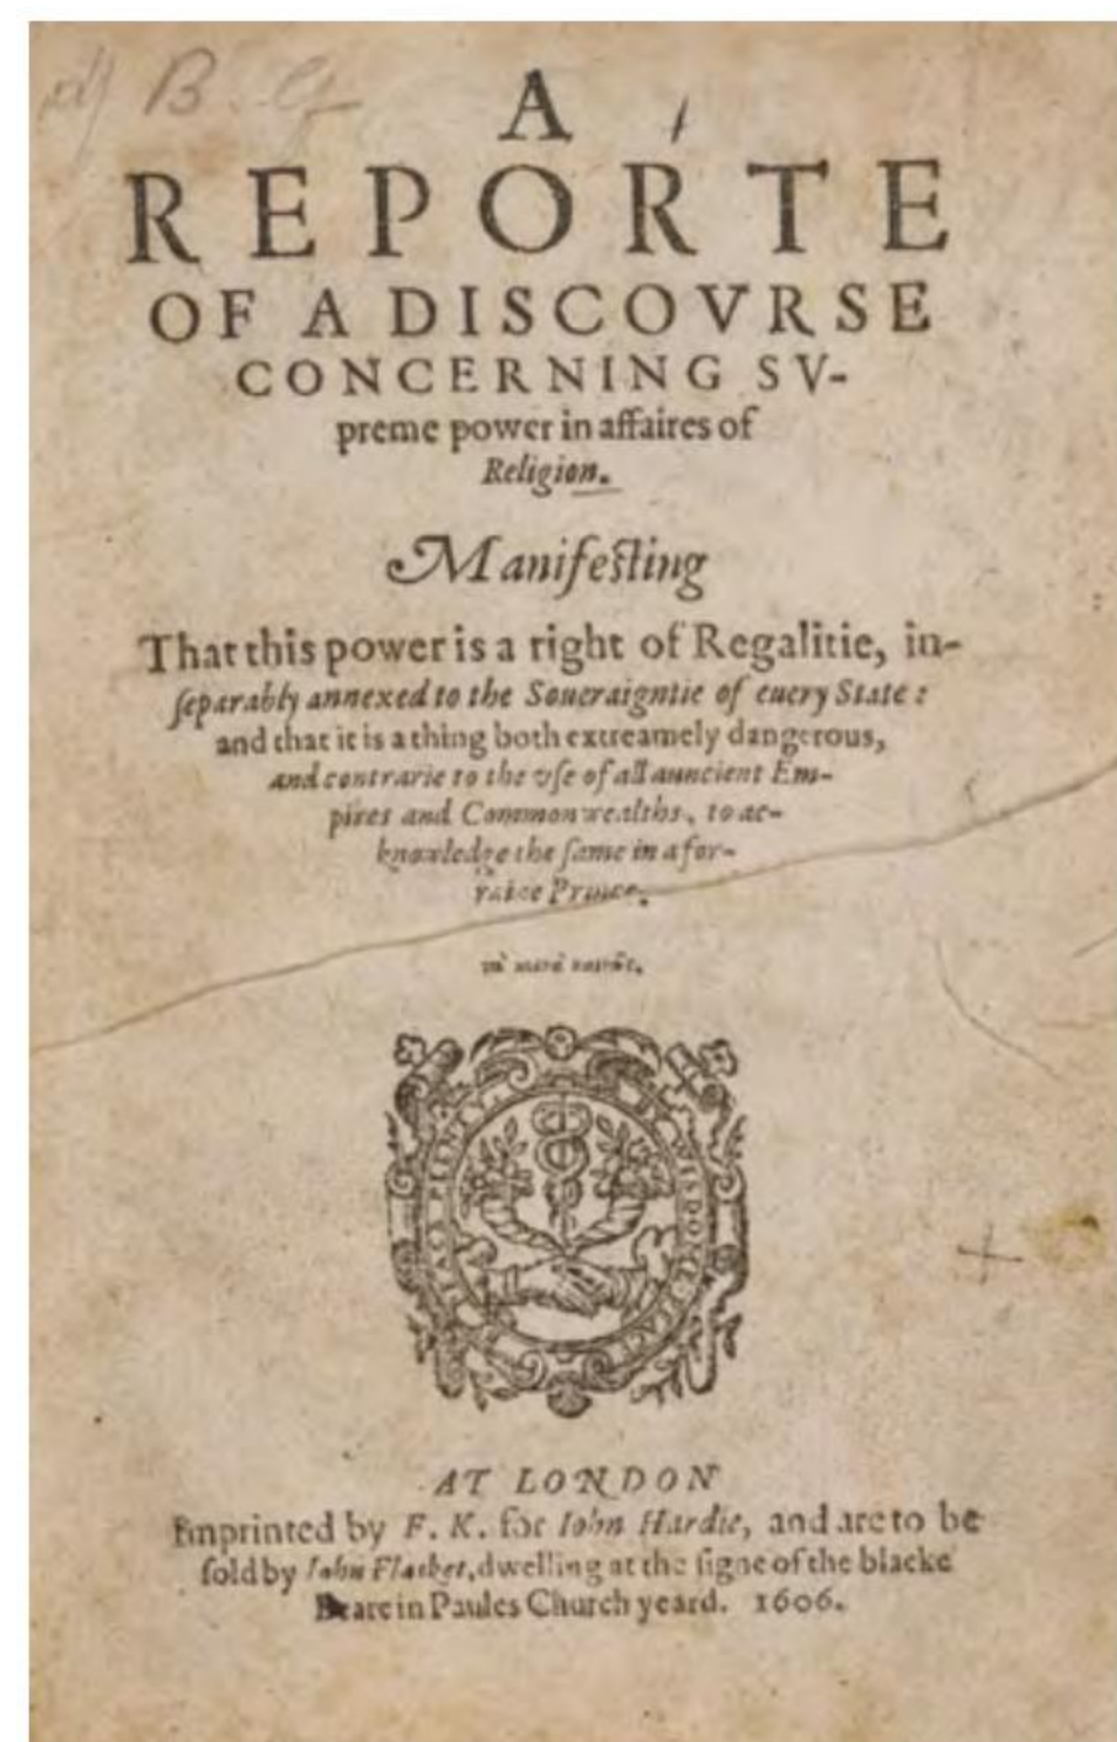 B. G
A
REPORTE
OF A DISCOVRSE
CONCERNING SV-
preme power in affaires of
Religion.
Manifesting
That this power is a right of Regalitie, in-
ſeparably annexed to the Soueraigntie of euery State:
and that it is a thing both extreamely dangerous,
and contrarie to the vſe of all auncient Em-
pires and Commonwealths, to ac-
knowledge the ſame in a for-
raine Prince.
AT LONDON
Imprinted by F. K. for Iohn Hardie, and are to be
ſold by Iohn Flasket, dwelling at the ſigne of the blacke
Beare in Paules Church yeard. 1606.